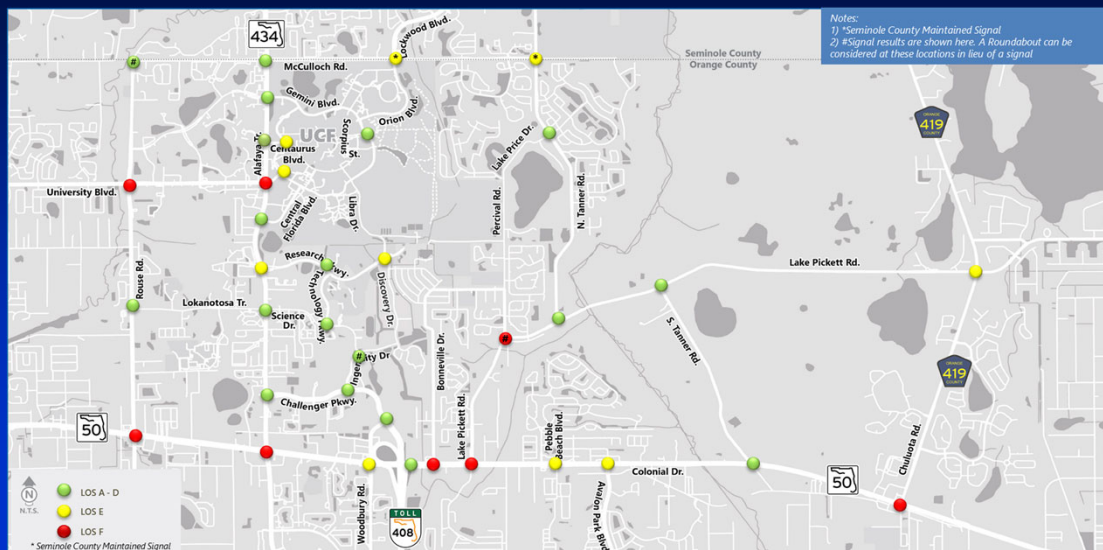 Notes:
1) *Seminole County Maintained Signal
2) #Signal results are shown here. A Roundabout can be
considered at these locations in lieu of a signal
434
Lockwood Blvd.
#
McCulloch Rd.
*
*
Seminole County
Orange County
Gemini Blvd.
Orion Blvd.
ORANGE
419
COUNTY
UCF
Scorpius
St.
Alafaya Tr.
Centaurus
Blvd.
Lake Price Dr.
University Blvd.
Central
Florida Blvd.
Libra Dr.
Percival Rd.
N. Tanner Rd.
Research Pkwy.
Lake Pickett Rd.
Rouse Rd.
Technology Pkwy.
Discovery Dr.
Lokanotosa Tr.
Science
Dr.
S. Tanner Rd.
#
#
Ingenuity Dr
Bonneville Dr.
ORANGE
419
COUNTY
Challenger Pkwy.
Lake Pickett Rd.
Pebble
Beach Blvd.
Chuluota Rd.
50
Colonial Dr.
50
Woodbury Rd.
Avalon Park Blvd
TOLL
408
N
N.T.S.
LOS A - D
LOS E
LOS F
* Seminole County Maintained Signal